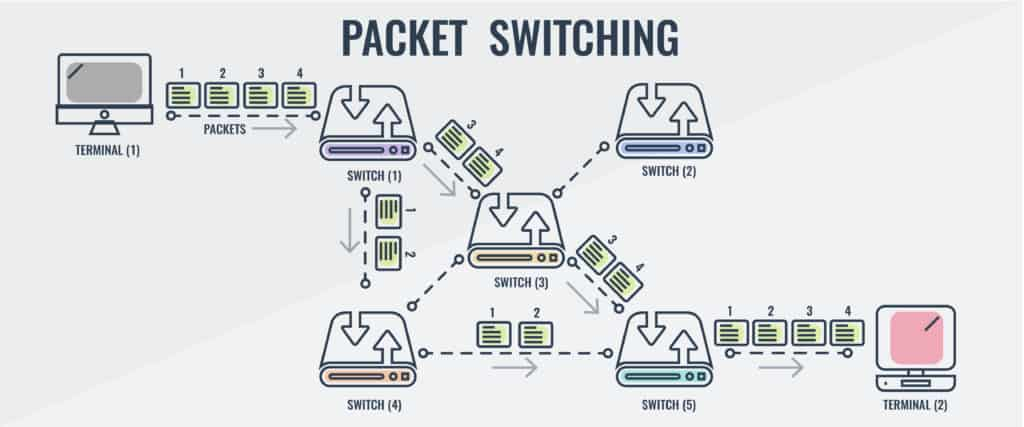 PACKET SWITCHING
1 2 3 4
PACKETS
TERMINAL (1)
SWITCH (1)
3
4
SWITCH (2)
1
2
SWITCH (3)
3
4
1 2
1 2 3 4
SWITCH (4)
SWITCH (5)
TERMINAL (2)